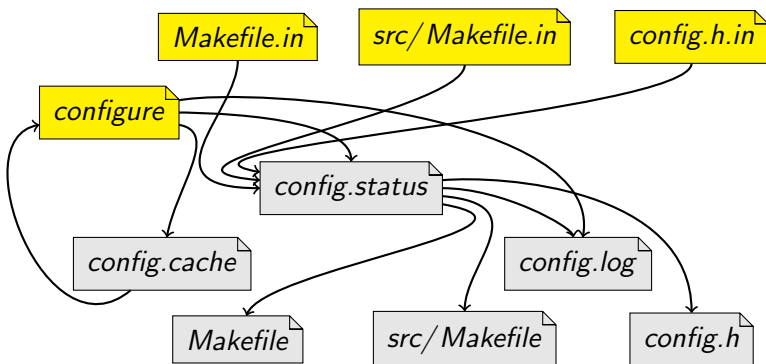 Makefile.in
src/Makefile.in
config.h.in
configure
config.status
config.cache
config.log
Makefile
src/Makefile
config.h